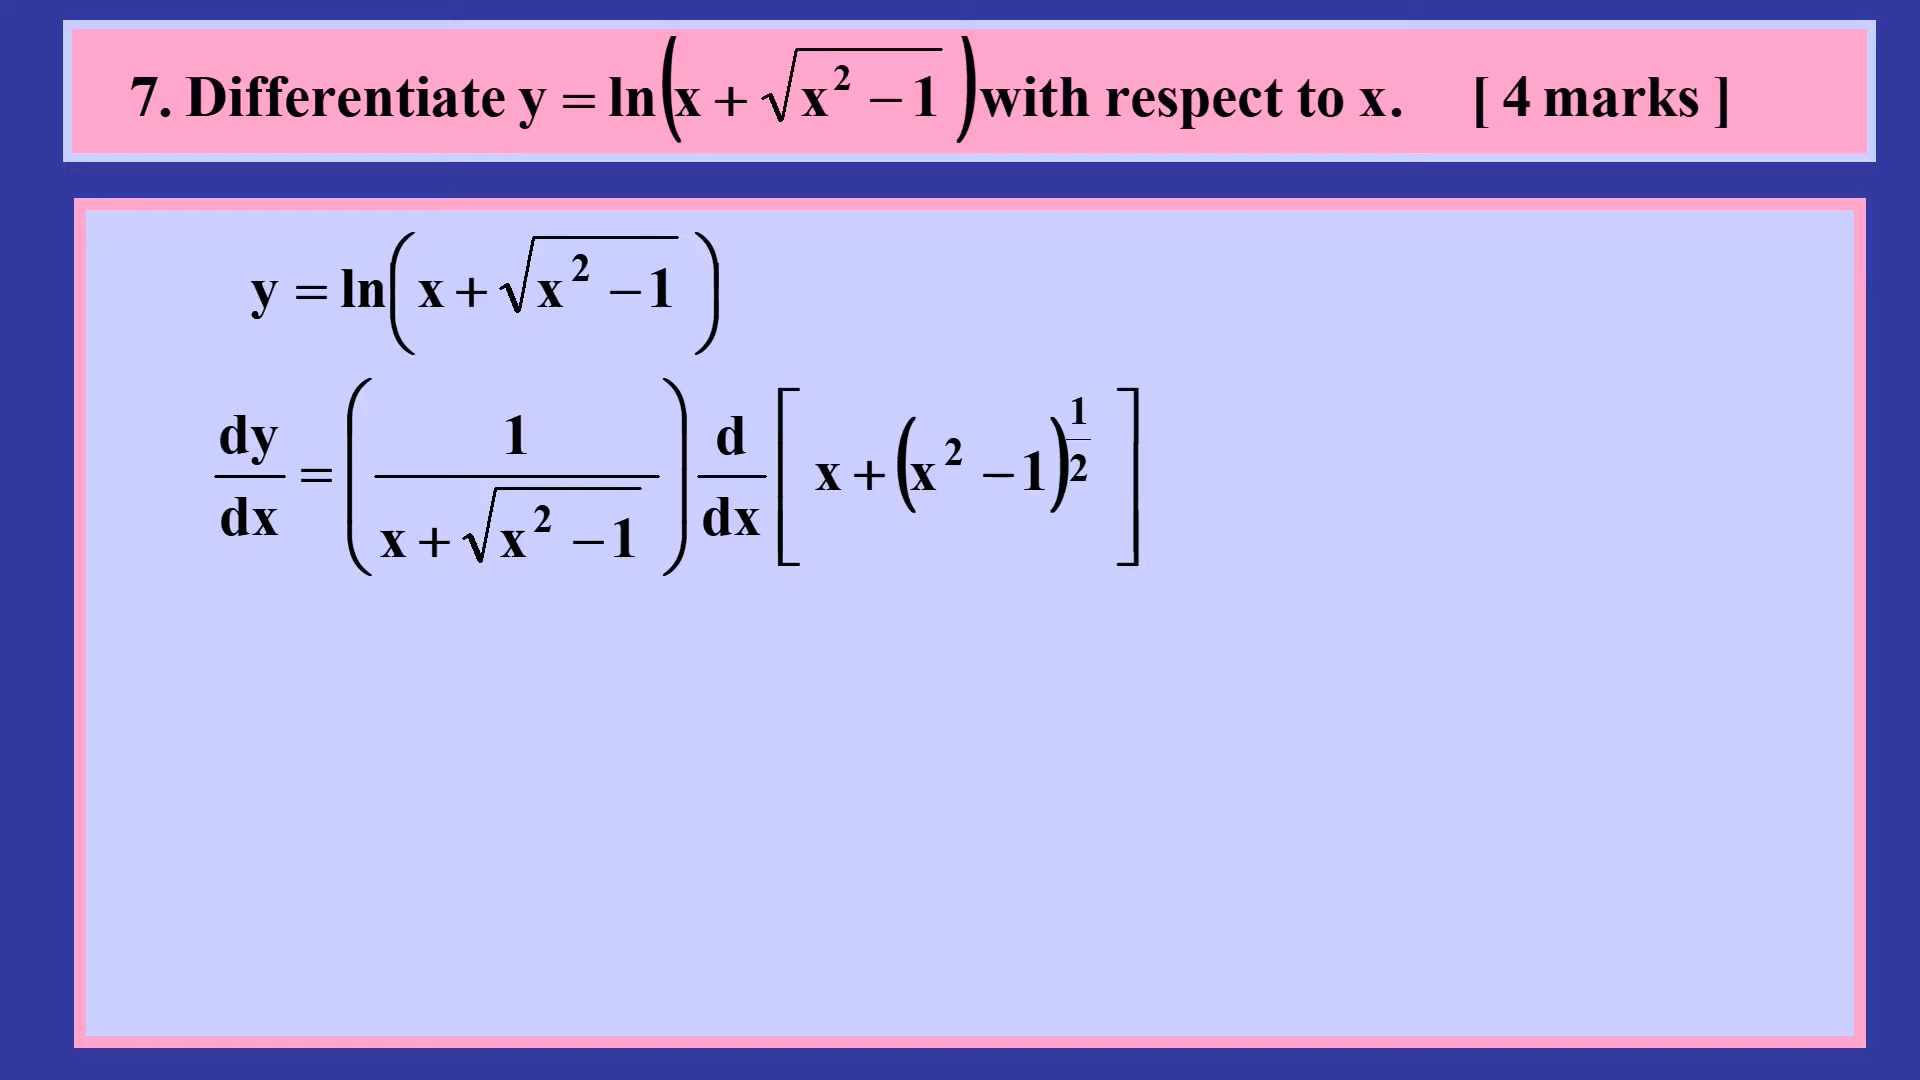 7. Differentiate y = ln(x + √(x² − 1)) with respect to x. [ 4 marks ]
y = ln(x + √(x² − 1))
dy/dx = (1/(x + √(x² − 1))) d/dx [x + (x² − 1)^(1/2)]